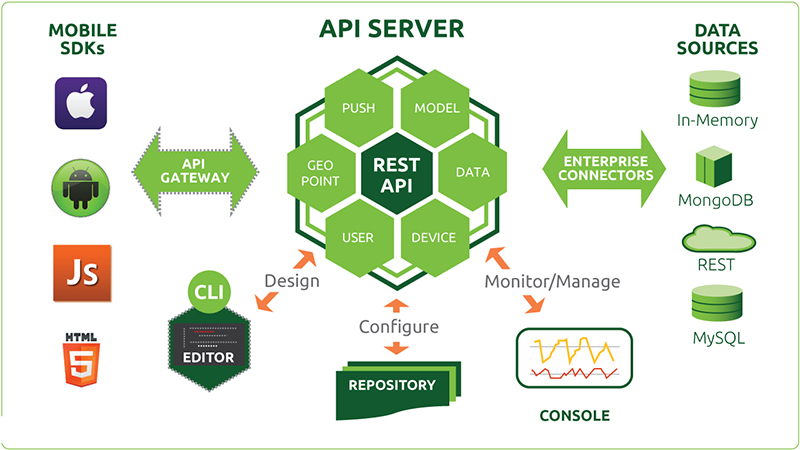 MOBILE
SDKs
API SERVER
DATA
SOURCES
PUSH
MODEL
GEO
POINT
REST
API
DATA
USER
DEVICE
API
GATEWAY
ENTERPRISE
CONNECTORS
In-Memory
MongoDB
REST
MySQL
JS
HTML
5
Design
Configure
Monitor/Manage
CLI
EDITOR
REPOSITORY
CONSOLE